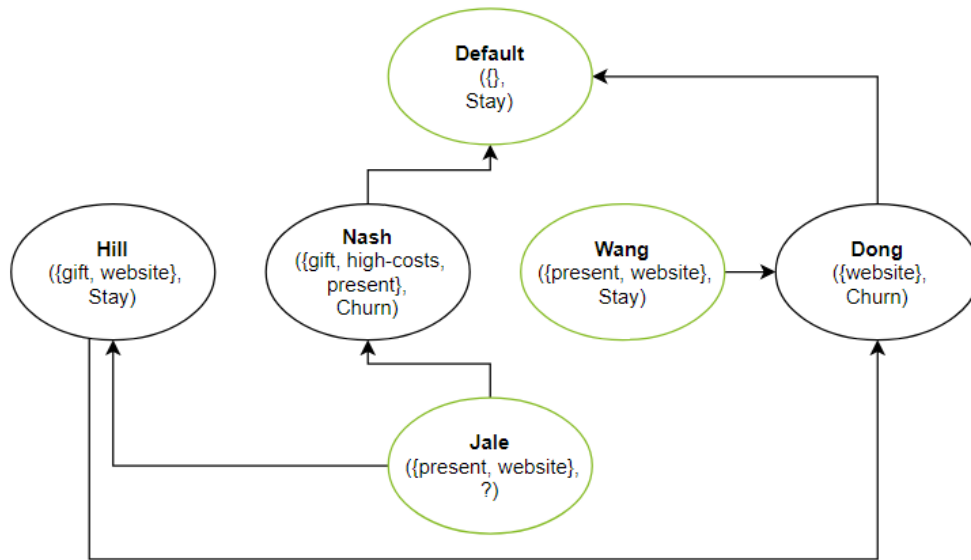 Default
({},
Stay)
Hill
({gift, website},
Stay)
Nash
({gift, high-costs,
present},
Churn)
Wang
({present, website},
Stay)
Dong
({website},
Churn)
Jale
({present, website},
?)